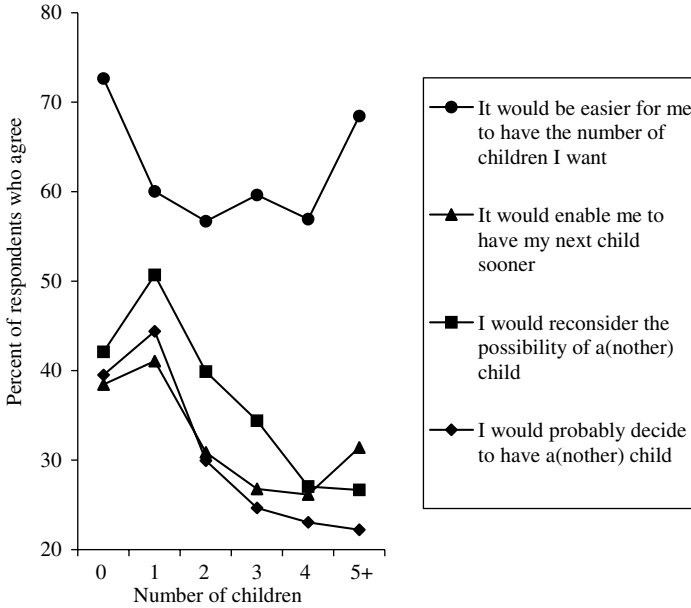 80
70
60
50
40
30
20
Percent of respondents who agree
0 1 2 3 4 5+
Number of children
It would be easier for me
to have the number of
children I want
It would enable me to
have my next child
sooner
I would reconsider the
possibility of a(nother)
child
I would probably decide
to have a(nother) child